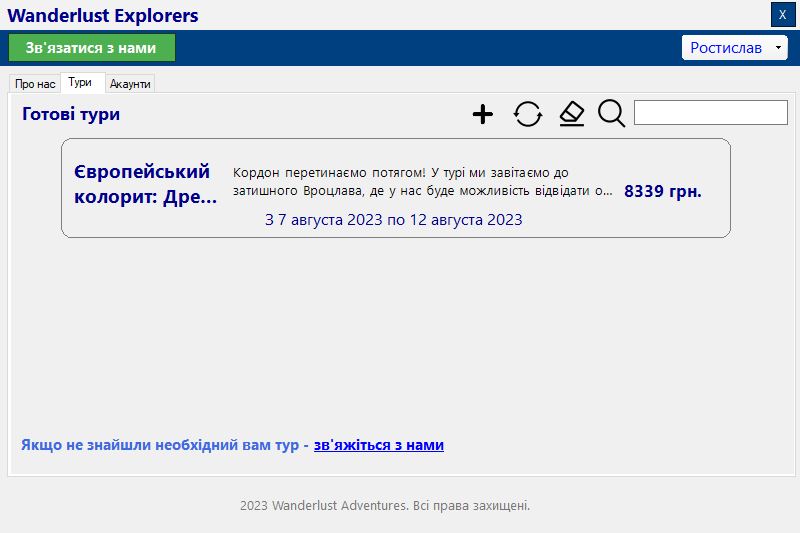 Wanderlust Explorers
X
Зв'язатися з нами
Ростислав
Про нас
Тури
Акаунти
Готові тури
Європейський
колорит: Дре...
Кордон перетинаємо потягом! У турі ми завітаємо до
затишного Вроцлава, де у нас буде можливість відвідати о...
8339 грн.
З 7 августа 2023 по 12 августа 2023
Якщо не знайшли необхідний вам тур - зв'яжіться з нами
2023 Wanderlust Adventures. Всі права захищені.